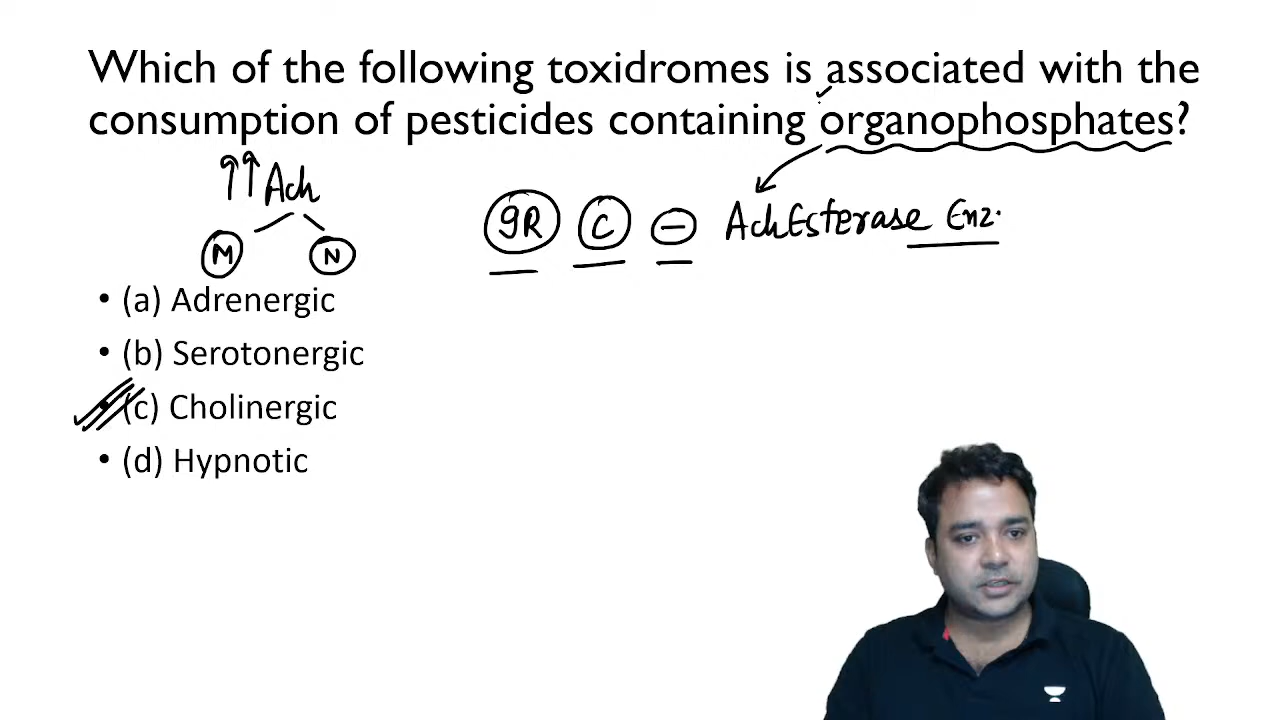 Which of the following toxidromes is associated with the
consumption of pesticides containing organophosphates?
↑↑ Ach
M N
IR C − AchEsterase Enz.
• (a) Adrenergic
• (b) Serotonergic
• (c) Cholinergic
• (d) Hypnotic